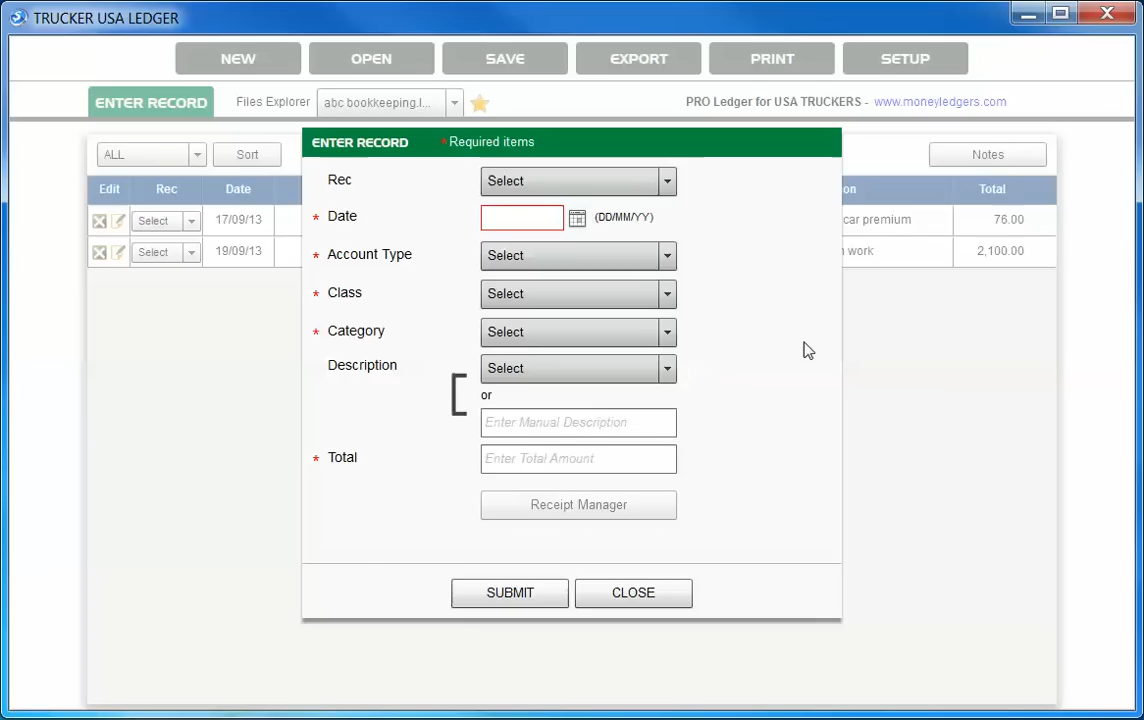 TRUCKER USA LEDGER
NEW OPEN SAVE EXPORT PRINT SETUP
ENTER RECORD Files Explorer abc bookkeeping.l... PRO Ledger for USA TRUCKERS - www.moneyledgers.com
ENTER RECORD * Required items
ALL Sort Notes
Edit Rec Date on Total
Select 17/09/13 car premium 76.00
Select 19/09/13 work 2,100.00
Rec Select
* Date (DD/MM/YY)
* Account Type Select
* Class Select
* Category Select
Description Select
or
Enter Manual Description
* Total Enter Total Amount
Receipt Manager
SUBMIT CLOSE